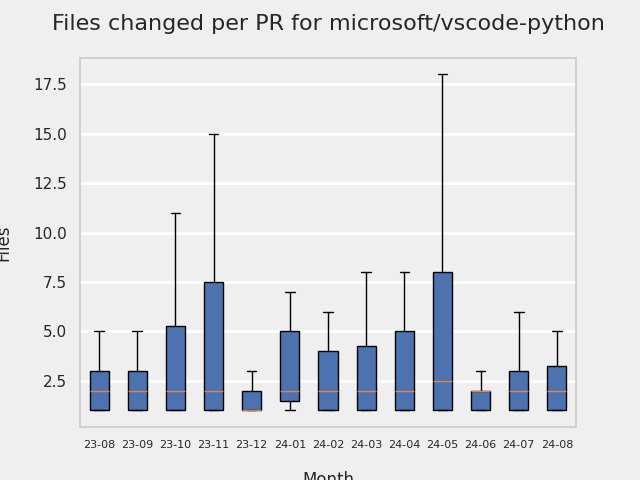 Files changed per PR for microsoft/vscode-python
Files
17.5
15.0
12.5
10.0
7.5
5.0
2.5
23-08 23-09 23-10 23-11 23-12 24-01 24-02 24-03 24-04 24-05 24-06 24-07 24-08
Month